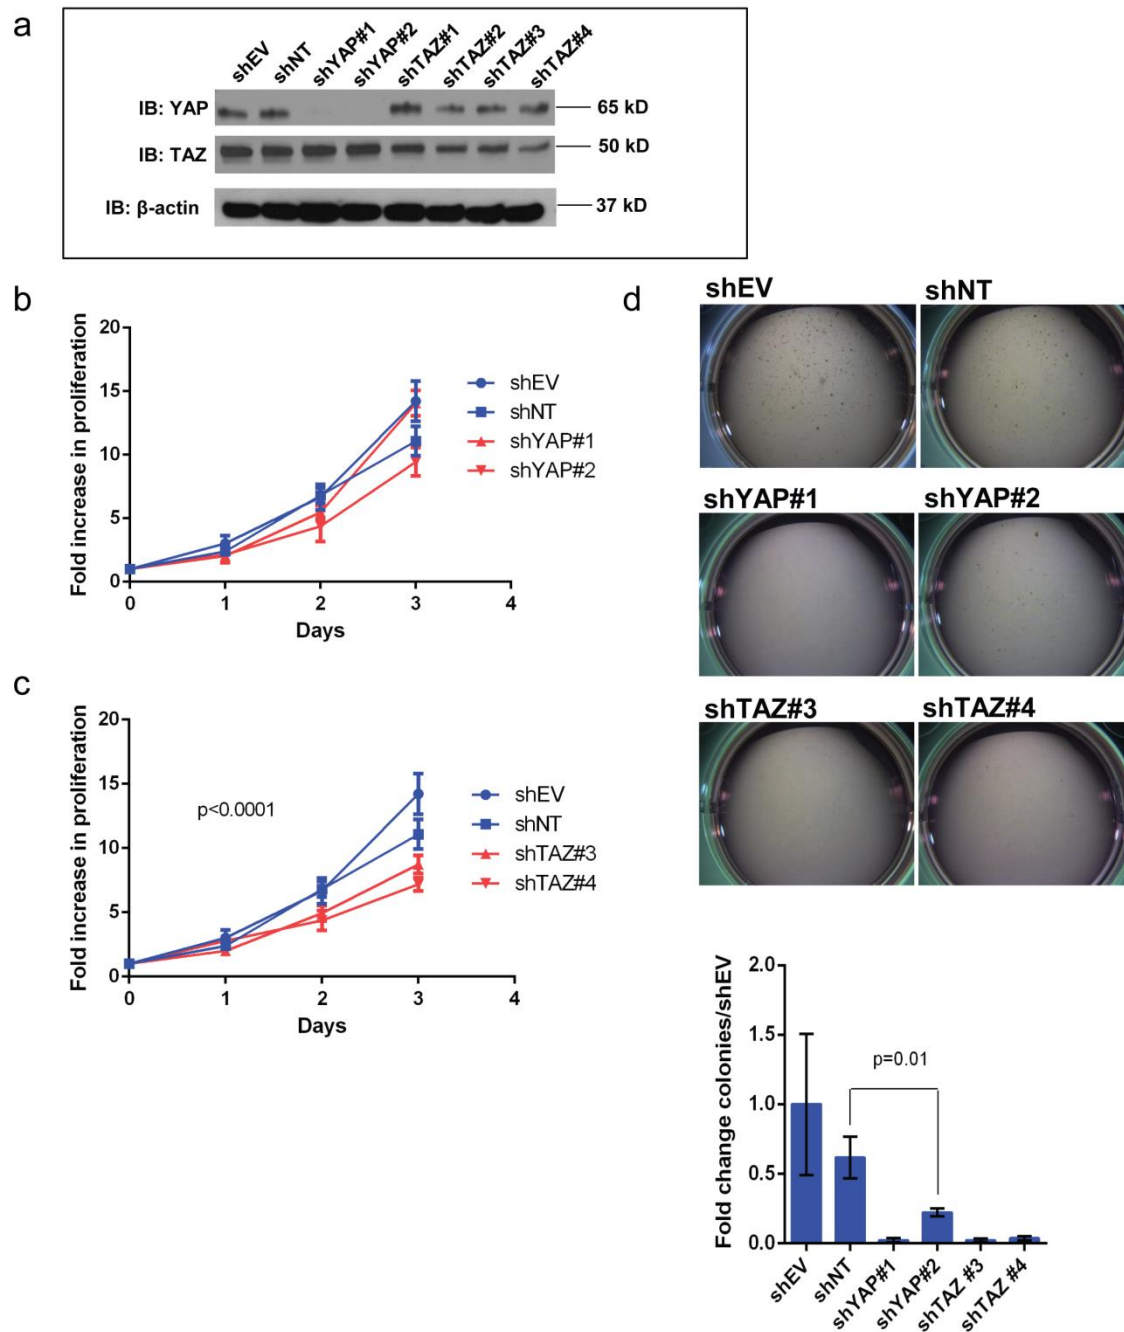 a
shEV
shNT
shYAP#1
shYAP#2
shTAZ#1
shTAZ#2
shTAZ#3
shTAZ#4
IB: YAP
65 kD
IB: TAZ
50 kD
IB: β-actin
37 kD
b
Fold increase in proliferation
20
15
10
5
0
0 1 2 3 4
Days
shEV
shNT
shYAP#1
shYAP#2
c
Fold increase in proliferation
20
15
10
5
0
p<0.0001
0 1 2 3 4
Days
shEV
shNT
shTAZ#3
shTAZ#4
d
shEV shNT
shYAP#1 shYAP#2
shTAZ#3 shTAZ#4
Fold change colonies/shEV
2.0
1.5
1.0
0.5
0.0
p=0.01
shEV
shNT
shYAP#1
shYAP#2
shTAZ #3
shTAZ #4